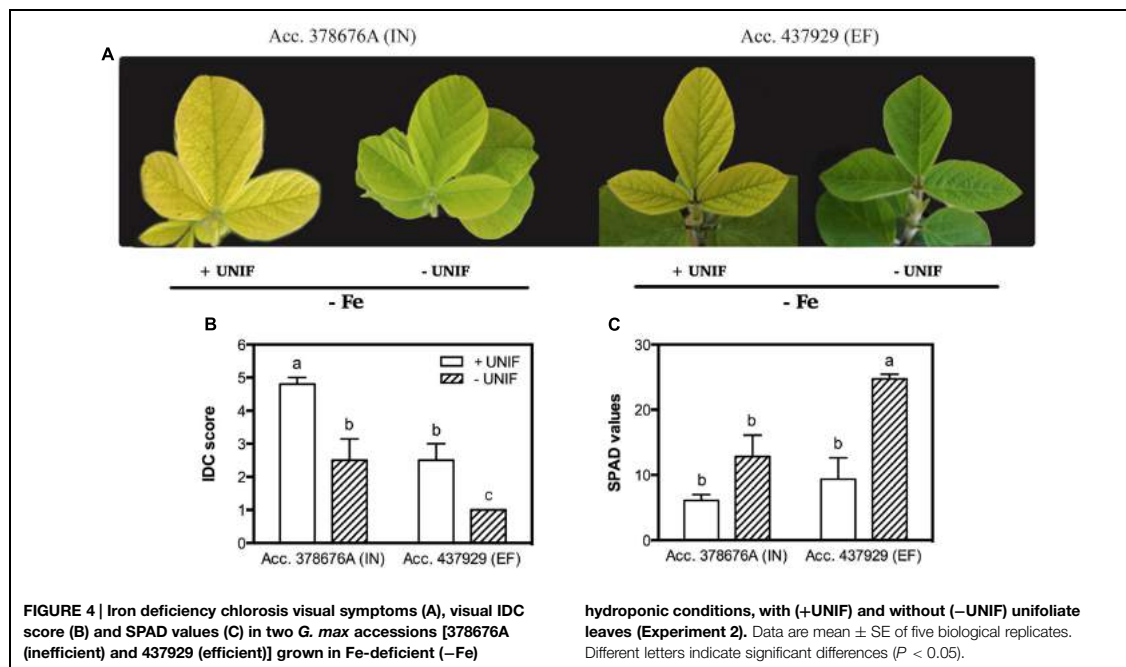 Acc. 378676A (IN)
Acc. 437929 (EF)
A
+ UNIF
- UNIF
+ UNIF
- UNIF
- Fe
- Fe
B
6
5
4
3
2
1
0
IDC score
a
b
b
c
+ UNIF
- UNIF
Acc. 378676A (IN)
Acc. 437929 (EF)
C
30
20
10
0
SPAD values
b
b
b
a
Acc. 378676A (IN)
Acc. 437929 (EF)
FIGURE 4 | Iron deficiency chlorosis visual symptoms (A), visual IDC
score (B) and SPAD values (C) in two G. max accessions [378676A
(inefficient) and 437929 (efficient)] grown in Fe-deficient (−Fe)
hydroponic conditions, with (+UNIF) and without (−UNIF) unifoliate
leaves (Experiment 2). Data are mean ± SE of five biological replicates.
Different letters indicate significant differences (P < 0.05).